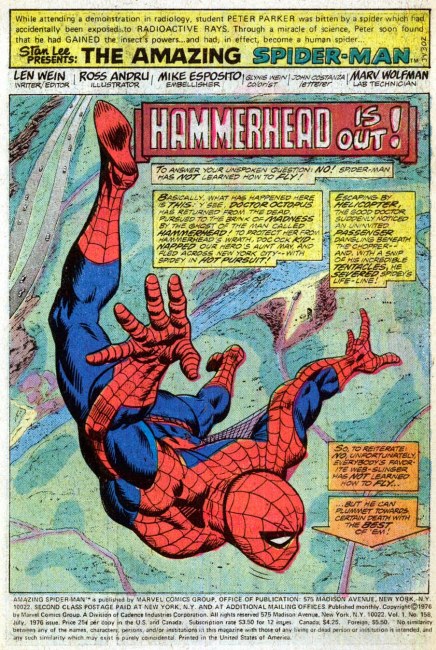 While attending a demonstration in radiology, student PETER PARKER was bitten by a spider which had
accidentally been exposed to RADIOACTIVE RAYS. Through a miracle of science, Peter soon found
that he had GAINED the insect's powers...and had, in effect, become a human spider...
Stan Lee
PRESENTS: THE AMAZING SPIDER-MAN™
LEN WEIN
WRITER/EDITOR
ROSS ANDRU
ILLUSTRATOR
MIKE ESPOSITO
EMBELLISHER
GLYNIS WEIN
COLORIST
JOHN COSTANZA
letterer
MARV WOLFMAN
LAB TECHNICIAN
HAMMERHEAD IS OUT!
TO ANSWER YOUR UNSPOKEN QUESTION: NO! SPIDER-MAN
HAS NOT LEARNED HOW TO FLY!
BASICALLY, WHAT HAS HAPPENED HERE
IS THIS: Y'SEE, DOCTOR OCTOPUS
HAS RETURNED FROM THE DEAD,
PURSUED TO THE BRINK OF MADNESS
BY THE GHOST OF THE MAN CALLED
HAMMERHEAD! TO PROTECT HER FROM
HAMMERHEAD'S WRATH, DOC OCK KID-
NAPPED OUR HERO'S AUNT MAY, AND
FLED ACROSS NEW YORK CITY--WITH
SPIDEY IN HOT PURSUIT!
ESCAPING BY
HELICOPTER,
THE GOOD DOCTOR
SUDDENLY NOTICED
AN UNINVITED
PASSENGER
DANGLING BENEATH
THE CHOPPER--
AND, WITH A SNIP
OF HIS INCREDIBLE
TENTACLES, HE
SEVERED SPIDEY'S
LIFE-LINE!
SO, TO REITERATE:
NO, UNFORTUNATELY,
EVERYBODY'S FAVOR-
ITE WEB-SLINGER
HAS NOT LEARNED
HOW TO FLY...
...BUT HE CAN
PLUMMET TOWARDS
CERTAIN DEATH WITH
THE BEST
OF 'EM!
AMAZING SPIDER-MAN™ is published by MARVEL COMICS GROUP, OFFICE OF PUBLICATION: 575 MADISON AVENUE, NEW YORK, N.Y.
10022. SECOND CLASS POSTAGE PAID AT NEW YORK, N.Y. AND AT ADDITIONAL MAILING OFFICES. Published monthly. Copyright ©1976
by Marvel Comics Group, A Division of Cadence Industries Corporation. All rights reserved 575 Madison Avenue, New York, N.Y. 10022. Vol. 1, No. 158,
July, 1976 issue. Price 25¢ per copy in the U.S. and Canada. Subscription rate $3.50 for 12 issues. Canada, $4.25. Foreign, $5.50. No similarity
between any of the names, characters, persons, and/or institutions in this magazine with those of any living or dead person or institution is intended, and
any such similarity which may exist is purely coincidental. Printed in the United States of America.